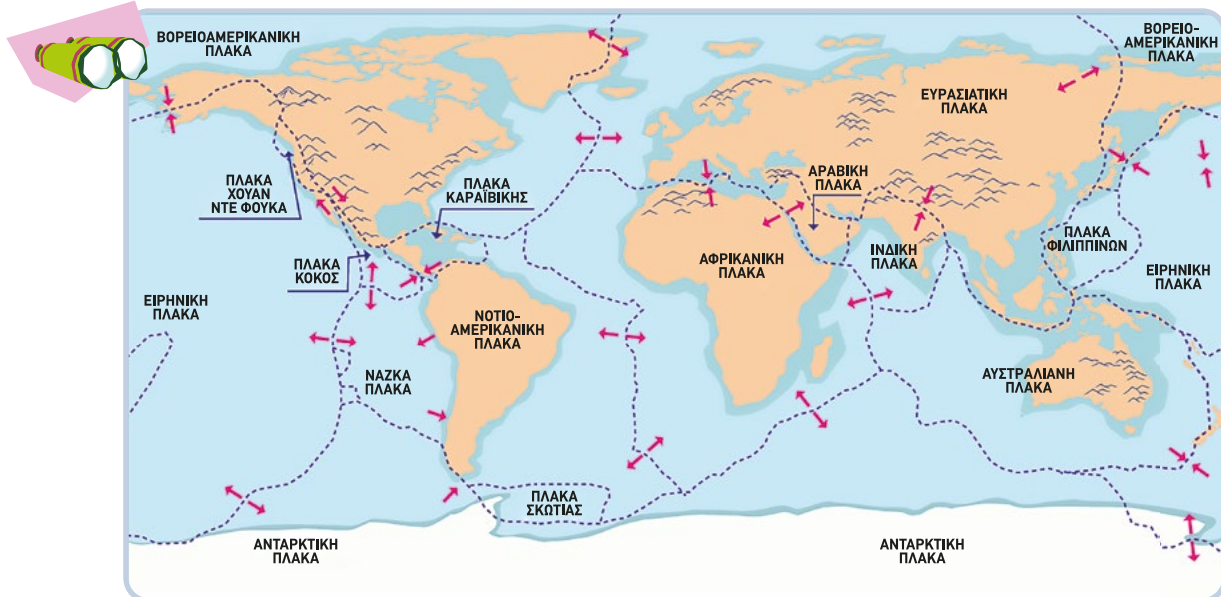 ΒΟΡΕΙΟΑΜΕΡΙΚΑΝΙΚΗ
ΠΛΑΚΑ
ΒΟΡΕΙΟ-
ΑΜΕΡΙΚΑΝΙΚΗ
ΠΛΑΚΑ
ΕΥΡΑΣΙΑΤΙΚΗ
ΠΛΑΚΑ
ΠΛΑΚΑ
ΧΟΥΑΝ
ΝΤΕ ΦΟΥΚΑ
ΠΛΑΚΑ
ΚΑΡΑΪΒΙΚΗΣ
ΑΡΑΒΙΚΗ
ΠΛΑΚΑ
ΠΛΑΚΑ
ΦΙΛΙΠΠΙΝΩΝ
ΠΛΑΚΑ
ΚΟΚΟΣ
ΑΦΡΙΚΑΝΙΚΗ
ΠΛΑΚΑ
ΙΝΔΙΚΗ
ΠΛΑΚΑ
ΕΙΡΗΝΙΚΗ
ΠΛΑΚΑ
ΕΙΡΗΝΙΚΗ
ΠΛΑΚΑ
ΝΟΤΙΟ-
ΑΜΕΡΙΚΑΝΙΚΗ
ΠΛΑΚΑ
ΝΑΖΚΑ
ΠΛΑΚΑ
ΑΥΣΤΡΑΛΙΑΝΗ
ΠΛΑΚΑ
ΠΛΑΚΑ
ΣΚΩΤΙΑΣ
ΑΝΤΑΡΚΤΙΚΗ
ΠΛΑΚΑ
ΑΝΤΑΡΚΤΙΚΗ
ΠΛΑΚΑ